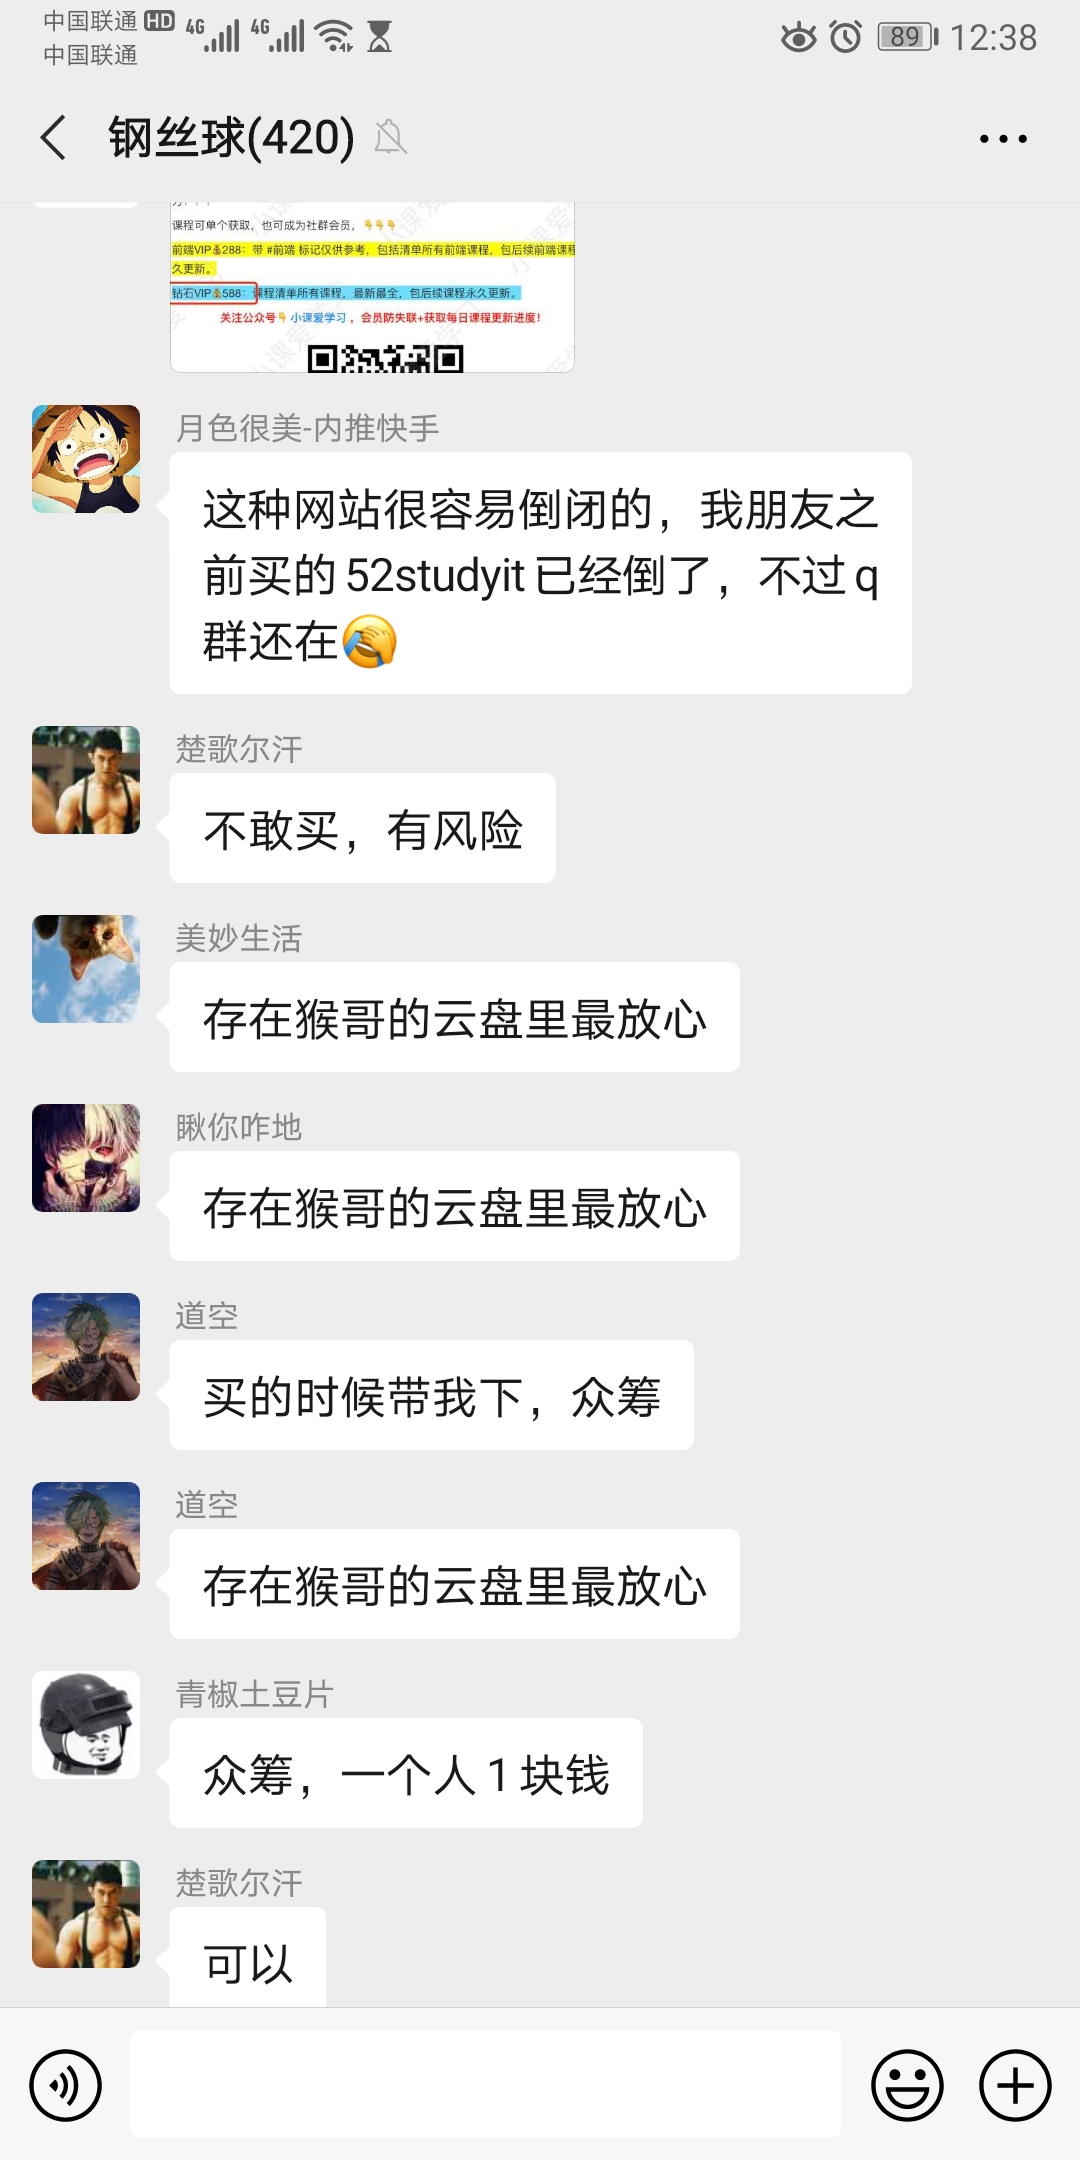 中国联通 HD 4G 4G 89 12:38
中国联通
钢丝球(420)
课程可单个获取，也可成为社群会员，👇👇👇
前端VIP💰288：带 #前端 标记仅供参考，包括清单所有前端课程，包后续前端课程
久更新。
钻石VIP💰588：课程清单所有课程，最新最全，包后续课程永久更新。
关注公众号👇小课爱学习，会员防失联+获取每日课程更新进度！
月色很美-内推快手
这种网站很容易倒闭的，我朋友之
前买的52studyit已经倒了，不过q
群还在🤦
楚歌尔汗
不敢买，有风险
美妙生活
存在猴哥的云盘里最放心
瞅你咋地
存在猴哥的云盘里最放心
道空
买的时候带我下，众筹
道空
存在猴哥的云盘里最放心
青椒土豆片
众筹，一个人1块钱
楚歌尔汗
可以